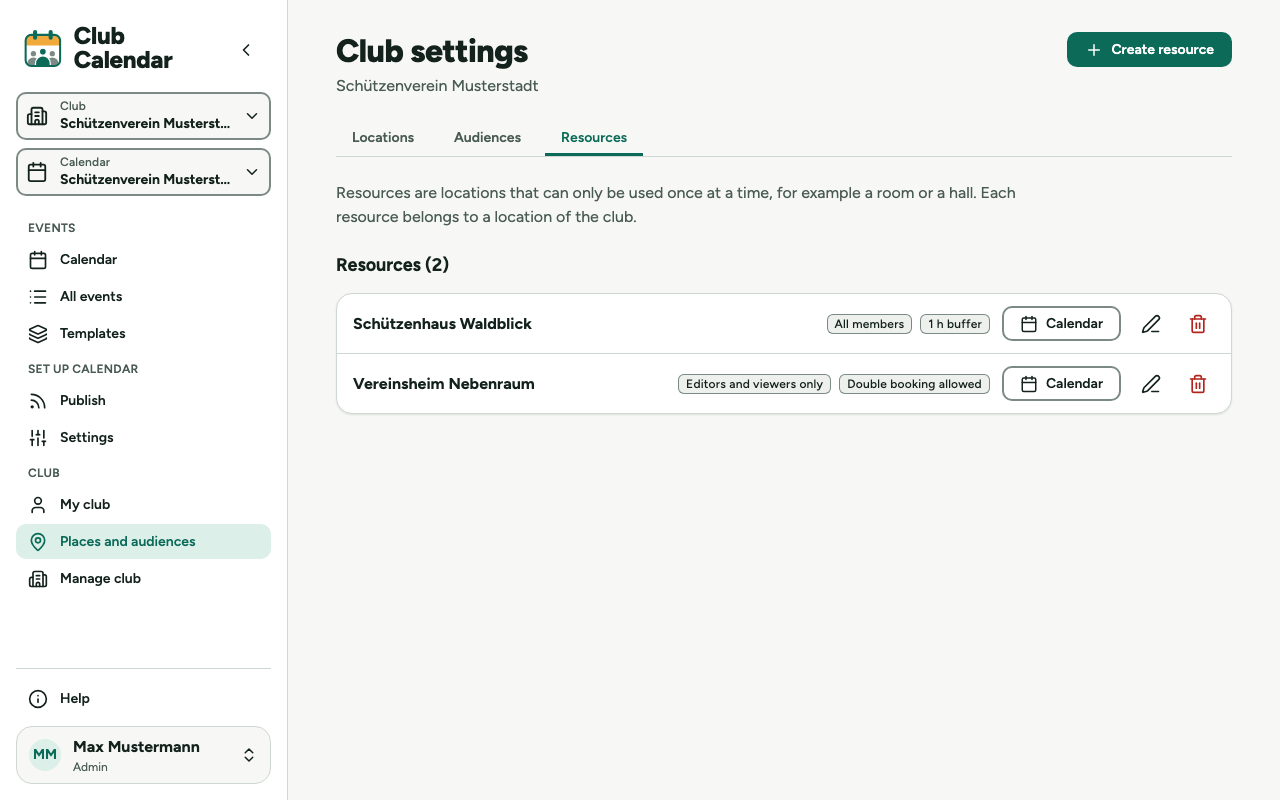 Club
Calendar
Club
Schützenverein Musterst...
Calendar
Schützenverein Musterst...
EVENTS
Calendar
All events
Templates
SET UP CALENDAR
Publish
Settings
CLUB
My club
Places and audiences
Manage club
Help
MM
Max Mustermann
Admin
Club settings
Schützenverein Musterstadt
Create resource
Locations
Audiences
Resources
Resources are locations that can only be used once at a time, for example a room or a hall. Each
resource belongs to a location of the club.
Resources (2)
Schützenhaus Waldblick
All members
1 h buffer
Calendar
Vereinsheim Nebenraum
Editors and viewers only
Double booking allowed
Calendar